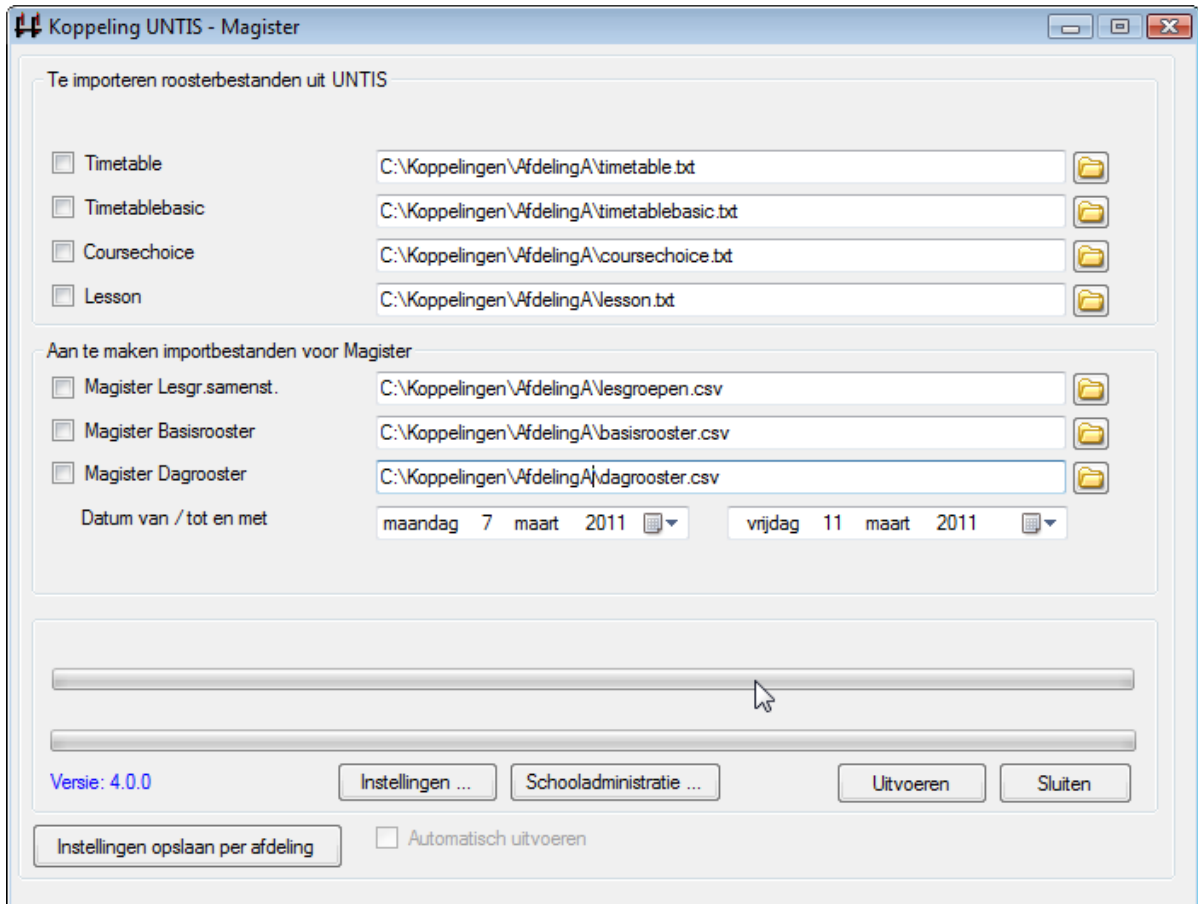 Koppeling UNTIS - Magister
Te importeren roosterbestanden uit UNTIS
Timetable C:\Koppelingen\AfdelingA\timetable.txt
Timetablebasic C:\Koppelingen\AfdelingA\timetablebasic.txt
Coursechoice C:\Koppelingen\AfdelingA\coursechoice.txt
Lesson C:\Koppelingen\AfdelingA\lesson.txt
Aan te maken importbestanden voor Magister
Magister Lesgr.samenst. C:\Koppelingen\AfdelingA\lesgroepen.csv
Magister Basisrooster C:\Koppelingen\AfdelingA\basisrooster.csv
Magister Dagrooster C:\Koppelingen\AfdelingA\dagrooster.csv
Datum van / tot en met maandag 7 maart 2011 vrijdag 11 maart 2011
Versie: 4.0.0 Instellingen ... Schooladministratie ... Uitvoeren Sluiten
Instellingen opslaan per afdeling Automatisch uitvoeren